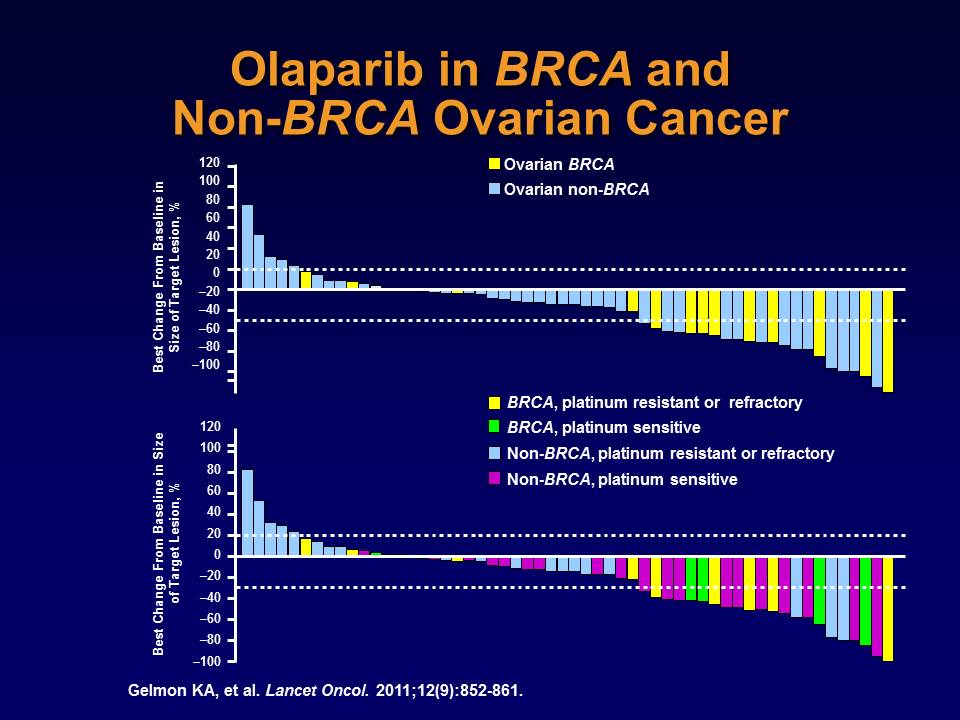 Olaparib in BRCA and
Non-BRCA Ovarian Cancer
Best Change From Baseline in
Size of Target Lesion, %
120
100
80
60
40
20
0
–20
–40
–60
–80
–100
Ovarian BRCA
Ovarian non-BRCA
Best Change From Baseline in Size
of Target Lesion, %
120
100
80
60
40
20
0
–20
–40
–60
–80
–100
BRCA, platinum resistant or refractory
BRCA, platinum sensitive
Non-BRCA, platinum resistant or refractory
Non-BRCA, platinum sensitive
Gelmon KA, et al. Lancet Oncol. 2011;12(9):852-861.